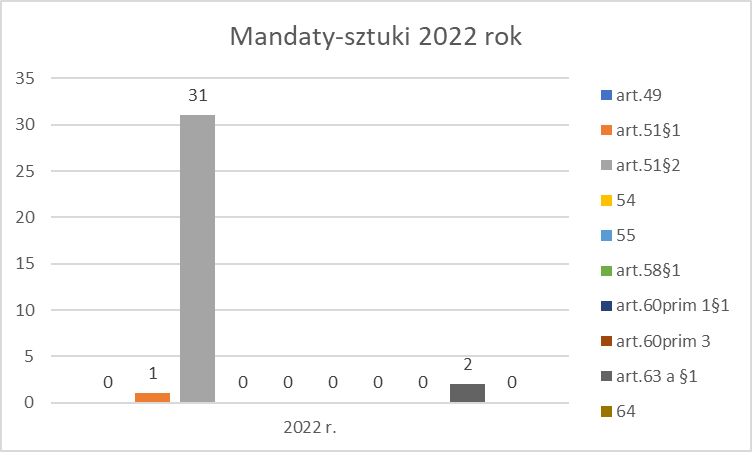 Mandaty-sztuki 2022 rok
35
30
25
20
15
10
5
0
0 1 31 0 0 0 0 0 2 0
2022 r.
art.49
art.51§1
art.51§2
54
55
art.58§1
art.60prim 1§1
art.60prim 3
art.63 a §1
64